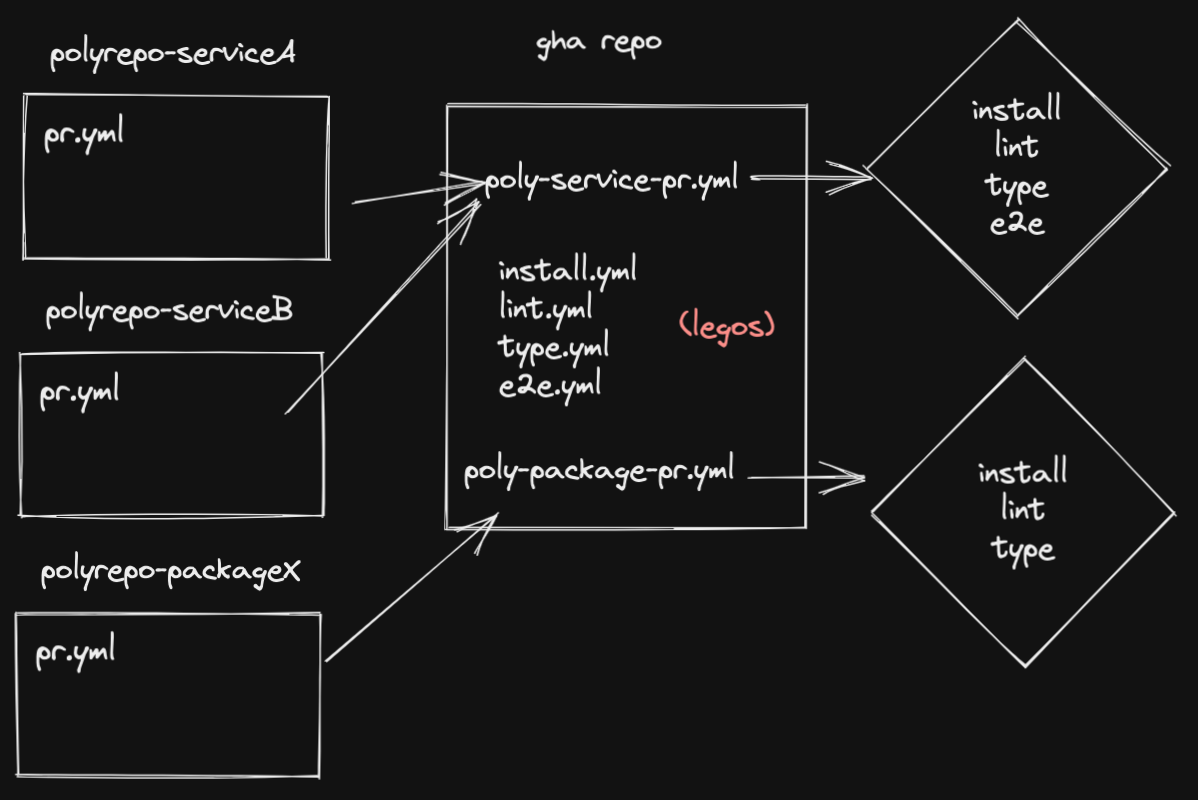 polyrepo-serviceA
pr.yml
polyrepo-serviceB
pr.yml
polyrepo-packageX
pr.yml
gha repo
poly-service-pr.yml
install.yml
lint.yml
type.yml
e2e.yml
(legos)
poly-package-pr.yml
install
lint
type
e2e
install
lint
type